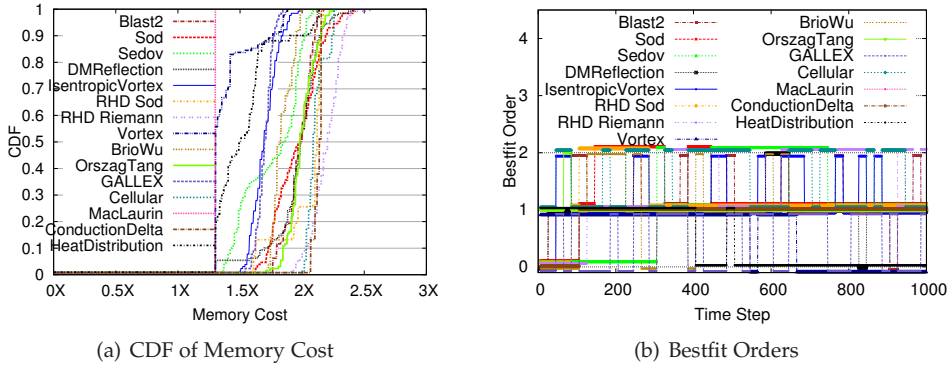 1
0.9
0.8
0.7
0.6
0.5
0.4
0.3
0.2
0.1
0
CDF
Blast2
Sod
Sedov
DMReflection
IsentropicVortex
RHD Sod
RHD Riemann
Vortex
BrioWu
OrszagTang
GALLEX
Cellular
MacLaurin
ConductionDelta
HeatDistribution
0X 0.5X 1X 1.5X 2X 2.5X 3X
Memory Cost
(a) CDF of Memory Cost
4
3
2
1
0
Bestfit Order
Blast2
Sod
Sedov
DMReflection
IsentropicVortex
RHD Sod
RHD Riemann
Vortex
BrioWu
OrszagTang
GALLEX
Cellular
MacLaurin
ConductionDelta
HeatDistribution
0 200 400 600 800 1000
Time Step
(b) Bestfit Orders